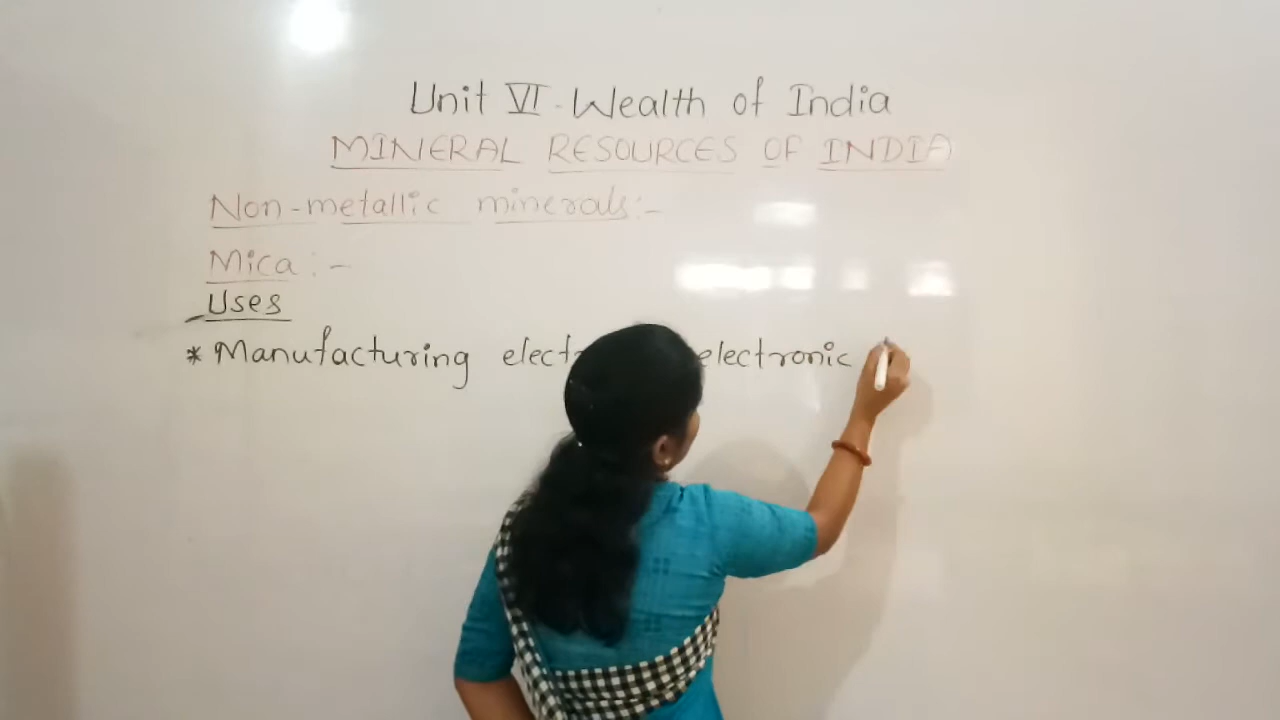 Unit VI - Wealth of India
MINERAL RESOURCES OF INDIA
Non-metallic minerals:-
Mica :-
Uses
* Manufacturing electronic